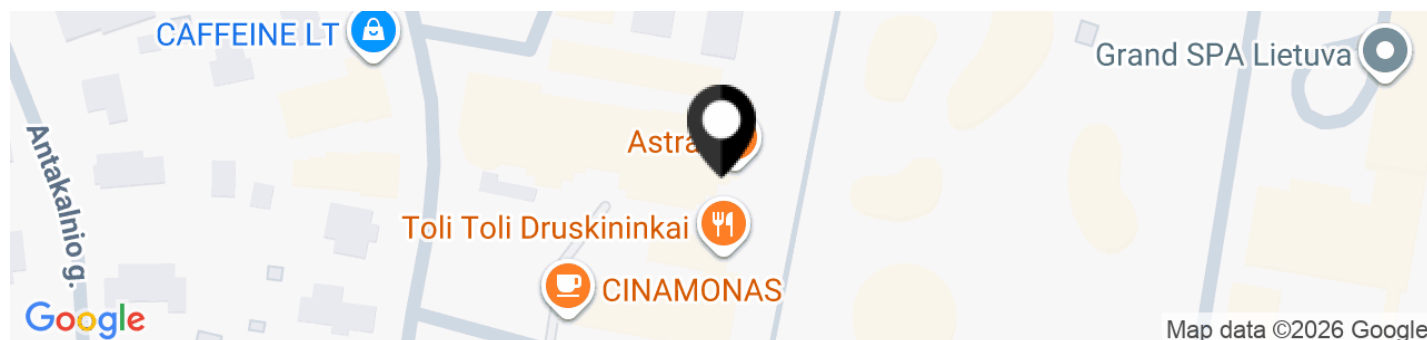 CAFFEINE LT
Grand SPA Lietuva
Astra
Antakalnio g.
Toli Toli Druskininkai
CINAMONAS
Google
Map data ©2026 Google